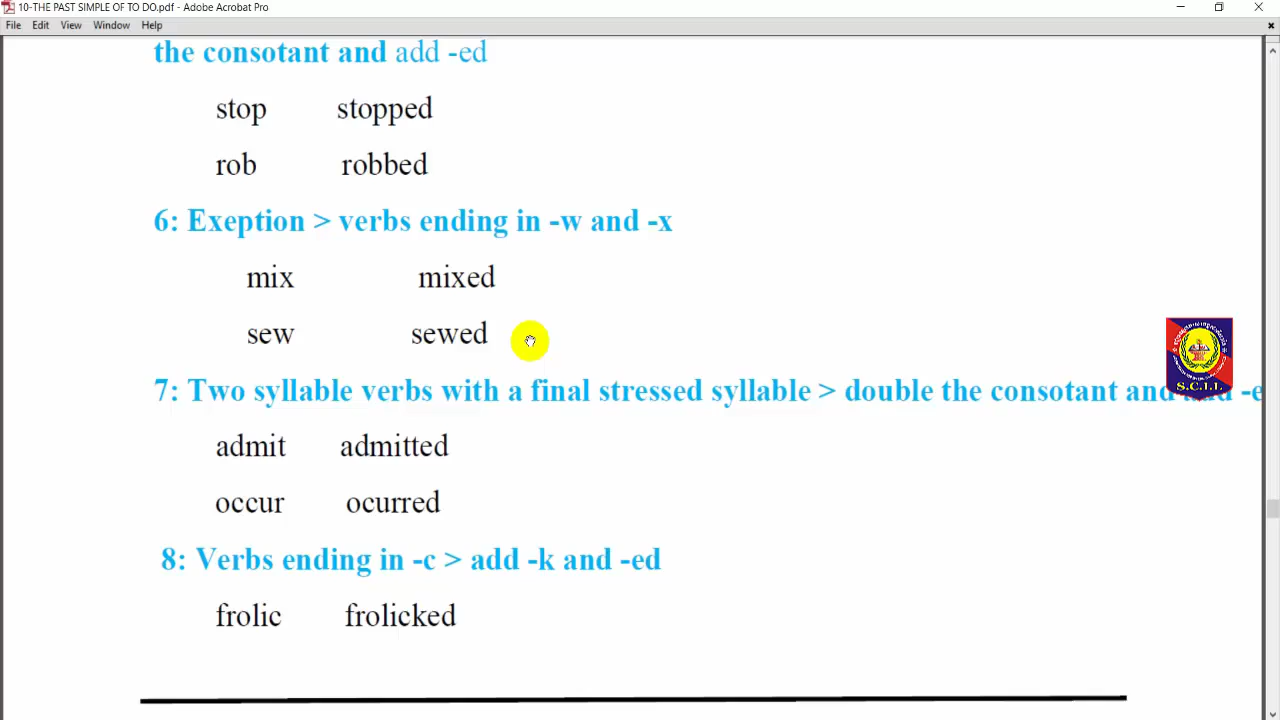 10-THE PAST SIMPLE OF TO DO.pdf - Adobe Acrobat Pro
File Edit View Window Help
the consotant and add -ed
stop stopped
rob robbed
6: Exeption > verbs ending in -w and -x
mix mixed
sew sewed
7: Two syllable verbs with a final stressed syllable > double the consotant and add -e
admit admitted
occur ocurred
8: Verbs ending in -c > add -k and -ed
frolic frolicked
S.C.I.L